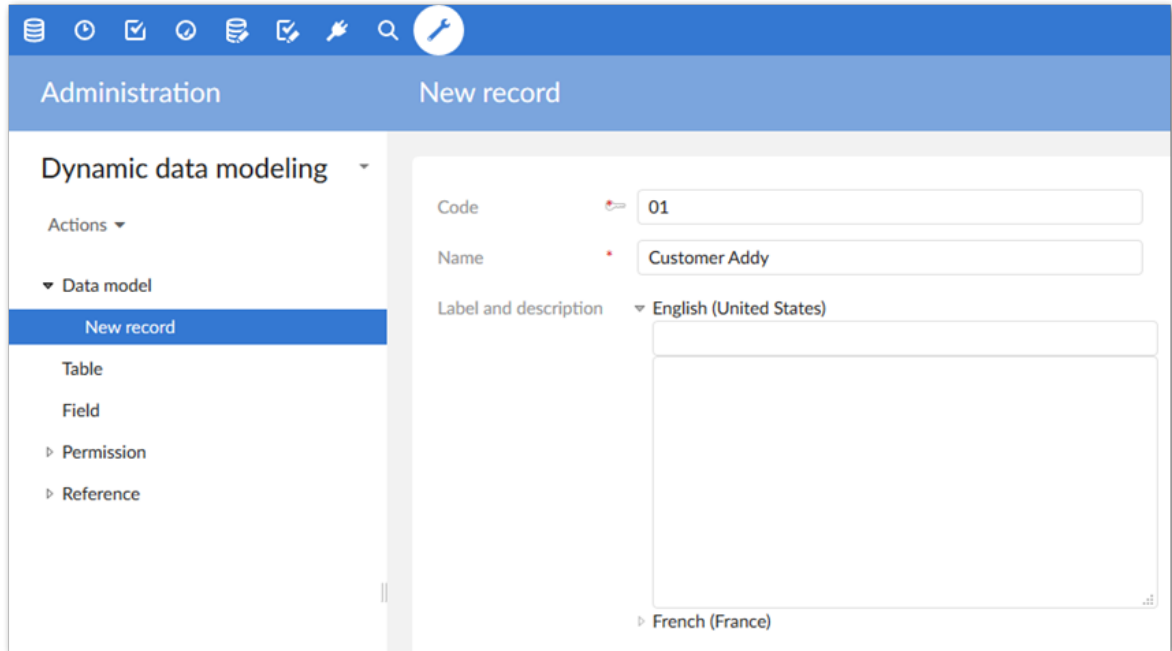 Administration
New record
Dynamic data modeling
Actions
Data model
New record
Table
Field
Permission
Reference
Code
01
Name
*
Customer Addy
Label and description
English (United States)
French (France)